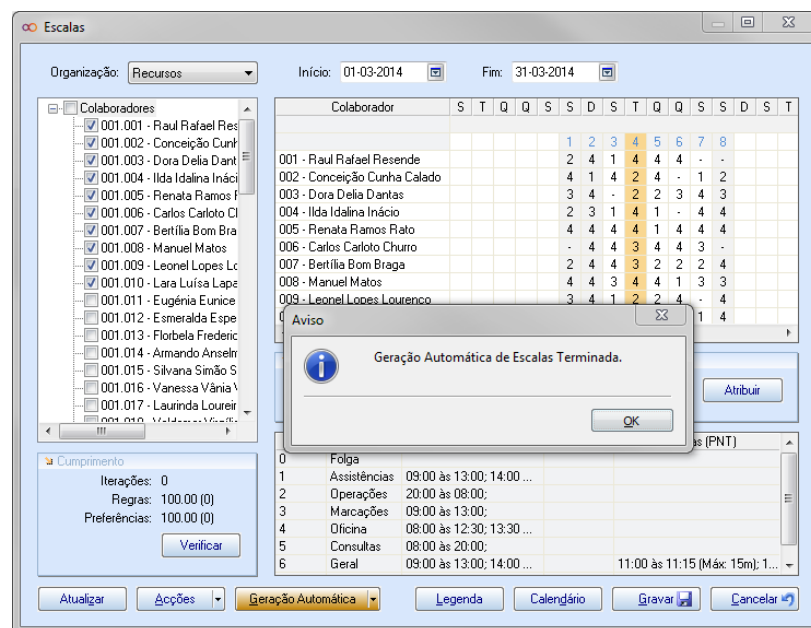 Escalas
Organização: Recursos Início: 01-03-2014 Fim: 31-03-2014
Colaboradores
001.001 - Raul Rafael Res
001.002 - Conceição Cunh
001.003 - Dora Delia Dant
001.004 - Ilda Idalina Ináci
001.005 - Renata Ramos F
001.006 - Carlos Carloto Cl
001.007 - Bertília Bom Bra
001.008 - Manuel Matos
001.009 - Leonel Lopes Lo
001.010 - Lara Luísa Lapa
001.011 - Eugénia Eunice
001.012 - Esmeralda Espe
001.013 - Florbela Frederic
001.014 - Armando Anselm
001.015 - Silvana Simão S
001.016 - Vanessa Vânia V
001.017 - Laurinda Loureir
Colaborador S T Q Q S S D S T Q Q S S D S T
1 2 3 4 5 6 7 8
001 - Raul Rafael Resende 2 4 1 4 4 4 - -
002 - Conceição Cunha Calado 4 1 4 2 4 - 1 2
003 - Dora Delia Dantas 3 4 - 2 2 3 4 3
004 - Ilda Idalina Inácio 2 3 1 4 1 - 4 4
005 - Renata Ramos Rato 4 4 4 4 1 4 4 4
006 - Carlos Carloto Churro - 4 4 3 4 4 3 -
007 - Bertília Bom Braga 2 4 4 3 2 2 2 4
008 - Manuel Matos 4 4 3 4 4 1 3 3
009 - Leonel Lopes Lourenço 3 4 1 2 2 4 - 4
1 4
Aviso
Geração Automática de Escalas Terminada.
OK
Atribuir
as (PNT)
0 Folga
1 Assistências 09:00 às 13:00; 14:00 ...
2 Operações 20:00 às 08:00;
3 Marcações 09:00 às 13:00;
4 Oficina 08:00 às 12:30; 13:30 ...
5 Consultas 08:00 às 20:00;
6 Geral 09:00 às 13:00; 14:00 ... 11:00 às 11:15 (Máx: 15m); 1...
Cumprimento
Iterações: 0
Regras: 100.00 (0)
Preferências: 100.00 (0)
Verificar
Atualizar Acções Geração Automática Legenda Calendário Gravar Cancelar